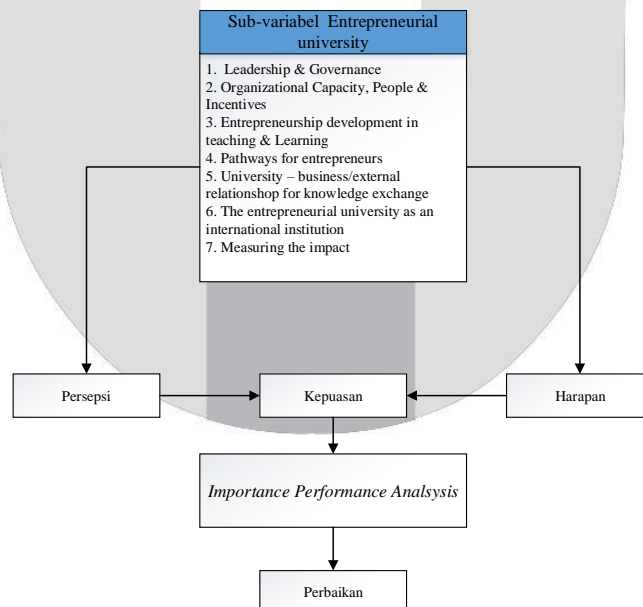 Sub-variabel Entrepreneurial
university
1. Leadership & Governance
2. Organizational Capacity, People &
Incentives
3. Entrepreneurship development in
teaching & Learning
4. Pathways for entrepreneurs
5. University – business/external
relationshop for knowledge exchange
6. The entrepreneurial university as an
international institution
7. Measuring the impact
Persepsi
Kepuasan
Harapan
Importance Performance Analsysis
Perbaikan